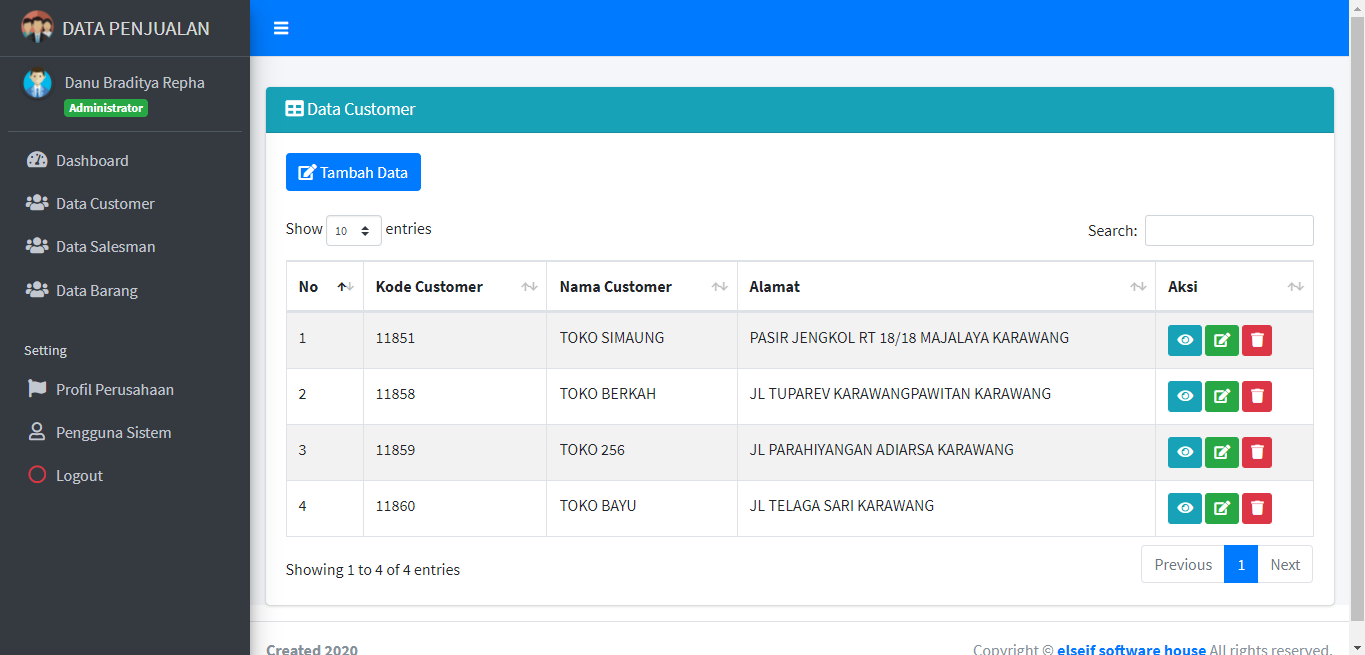 DATA PENJUALAN
Danu Braditya Repha
Administrator
Dashboard
Data Customer
Data Salesman
Data Barang
Setting
Profil Perusahaan
Pengguna Sistem
Logout
Data Customer
Tambah Data
Show 10 entries Search:
No Kode Customer Nama Customer Alamat Aksi
1 11851 TOKO SIMAUNG PASIR JENGKOL RT 18/18 MAJALAYA KARAWANG
2 11858 TOKO BERKAH JL TUPAREV KARAWANGPAWITAN KARAWANG
3 11859 TOKO 256 JL PARAHIYANGAN ADIARSA KARAWANG
4 11860 TOKO BAYU JL TELAGA SARI KARAWANG
Showing 1 to 4 of 4 entries Previous 1 Next
Created 2020 Copyright © elseif software house All rights reserved.